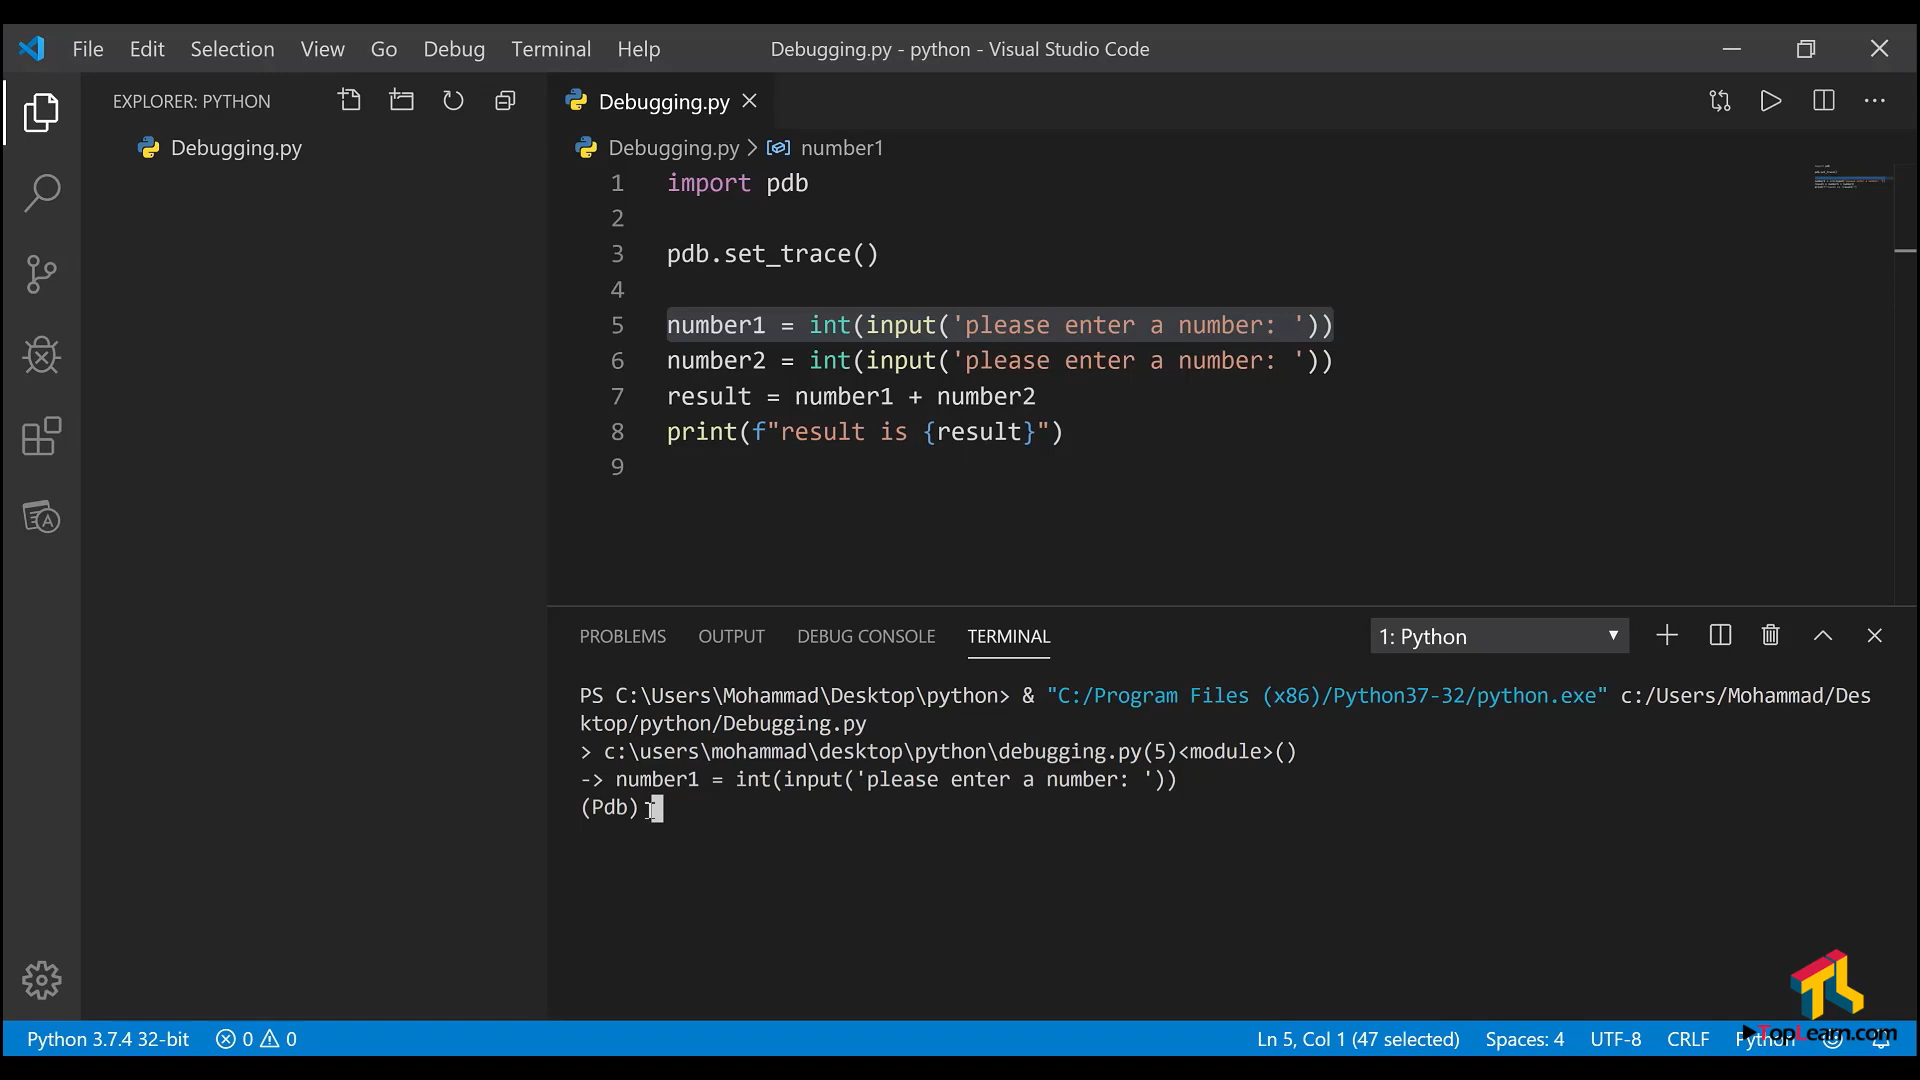 File Edit Selection View Go Debug Terminal Help Debugging.py - python - Visual Studio Code
EXPLORER: PYTHON
Debugging.py
Debugging.py
Debugging.py > number1
1 import pdb
2
3 pdb.set_trace()
4
5 number1 = int(input('please enter a number: '))
6 number2 = int(input('please enter a number: '))
7 result = number1 + number2
8 print(f"result is {result}")
9
PROBLEMS OUTPUT DEBUG CONSOLE TERMINAL 1: Python
PS C:\Users\Mohammad\Desktop\python> & "C:/Program Files (x86)/Python37-32/python.exe" c:/Users/Mohammad/Des
ktop/python/Debugging.py
> c:\users\mohammad\desktop\python\debugging.py(5)<module>()
-> number1 = int(input('please enter a number: '))
(Pdb)
Python 3.7.4 32-bit 0 0 Ln 5, Col 1 (47 selected) Spaces: 4 UTF-8 CRLF Python
TopLearn.com